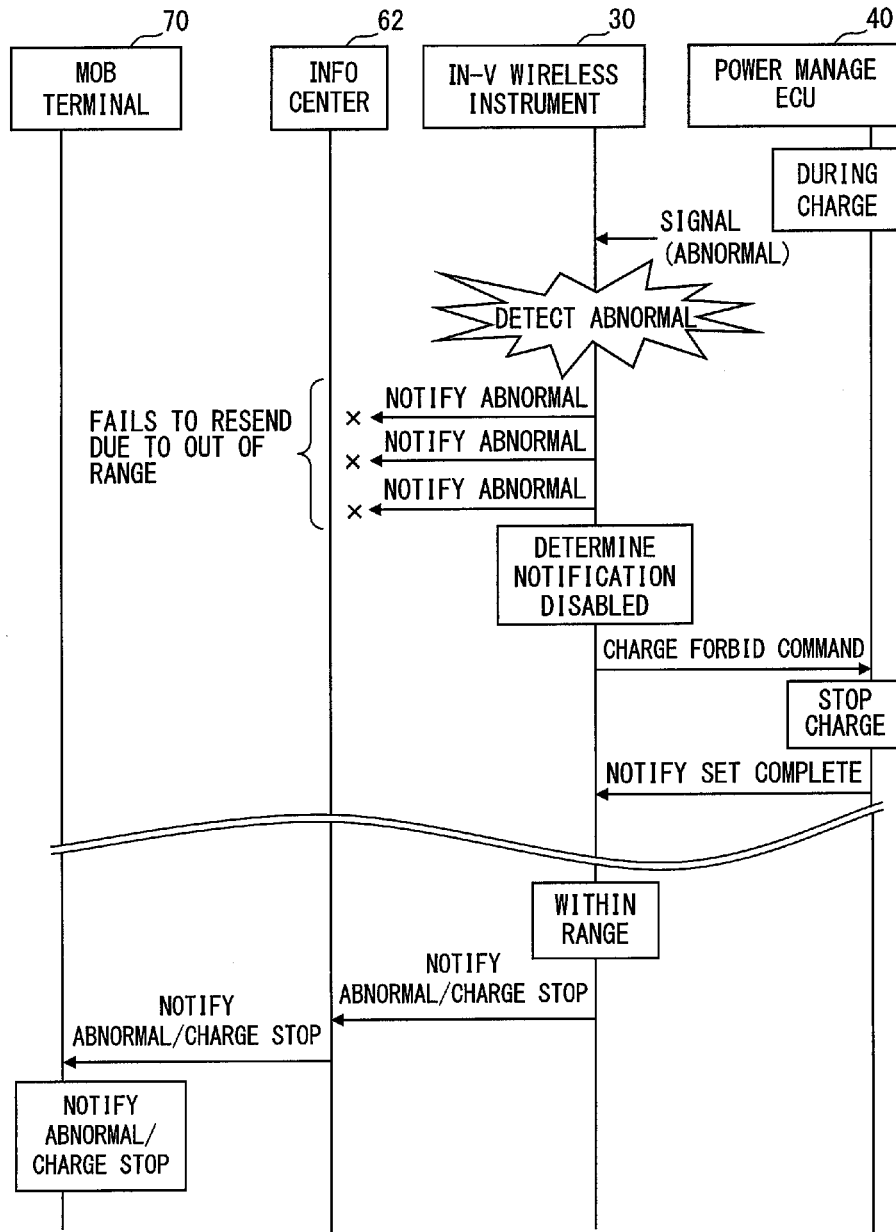 70
62
30
40
MOB
TERMINAL
INFO
CENTER
IN-V WIRELESS
INSTRUMENT
POWER MANAGE
ECU
DURING
CHARGE
SIGNAL
(ABNORMAL)
DETECT ABNORMAL
FAILS TO RESEND
DUE TO OUT OF
RANGE
× NOTIFY ABNORMAL
× NOTIFY ABNORMAL
× NOTIFY ABNORMAL
DETERMINE
NOTIFICATION
DISABLED
CHARGE FORBID COMMAND
STOP
CHARGE
NOTIFY SET COMPLETE
WITHIN
RANGE
NOTIFY
ABNORMAL/CHARGE STOP
NOTIFY
ABNORMAL/CHARGE STOP
NOTIFY
ABNORMAL/
CHARGE STOP